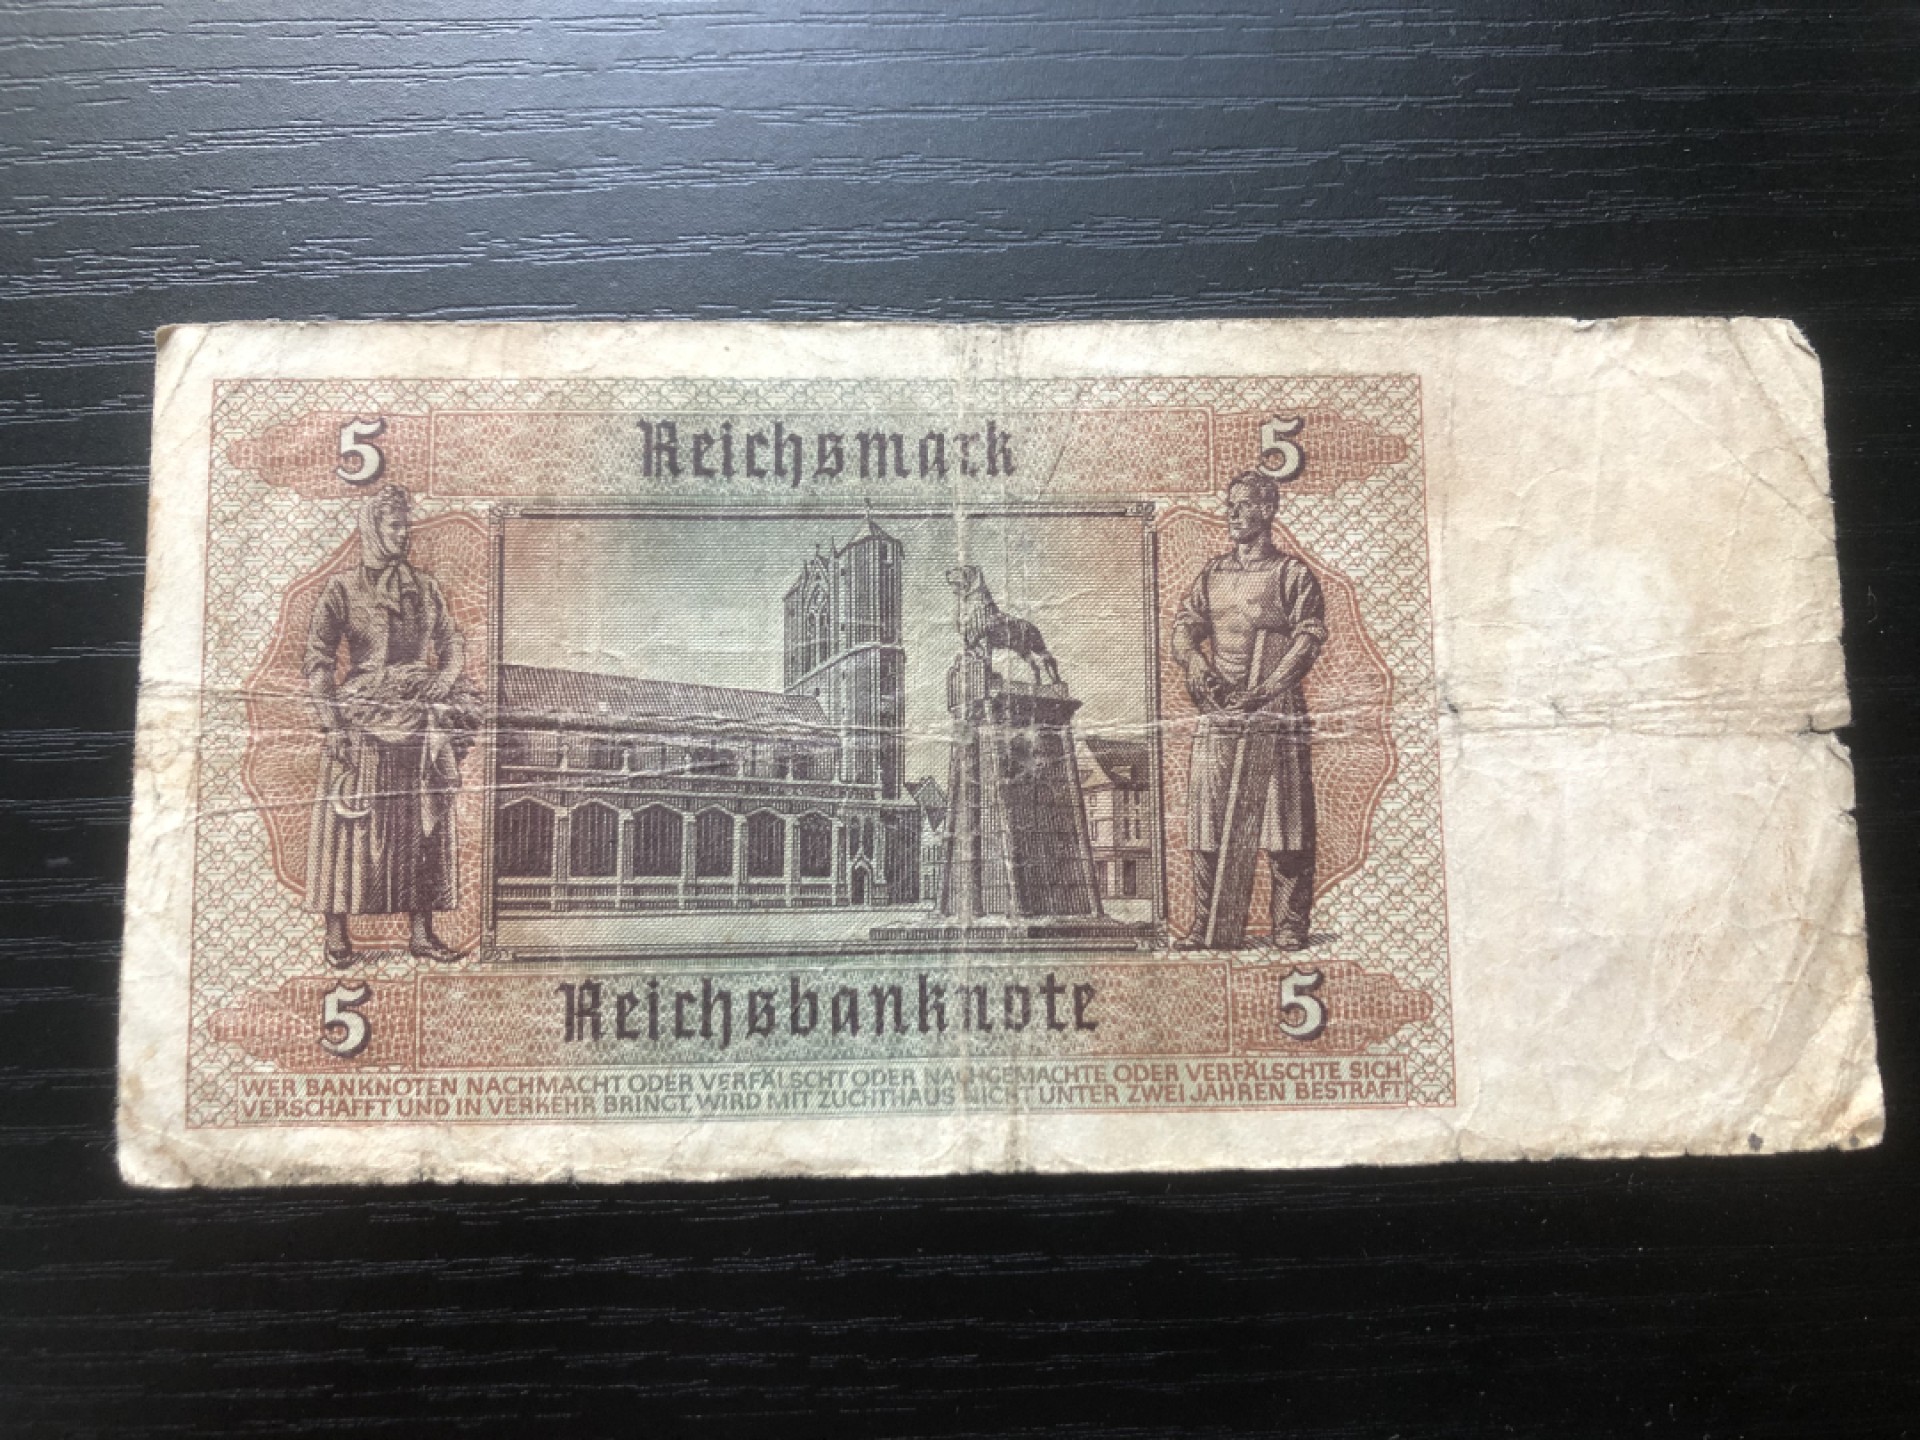 5 Reichsmark 5
5 Reichsbanknote 5
WER BANKNOTEN NACHMACHT ODER VERFÄLSCHT ODER NACHGEMACHTE ODER VERFÄLSCHTE SICH
VERSCHAFFT UND IN VERKEHR BRINGT, WIRD MIT ZUCHTHAUS NICHT UNTER ZWEI JAHREN BESTRAFT